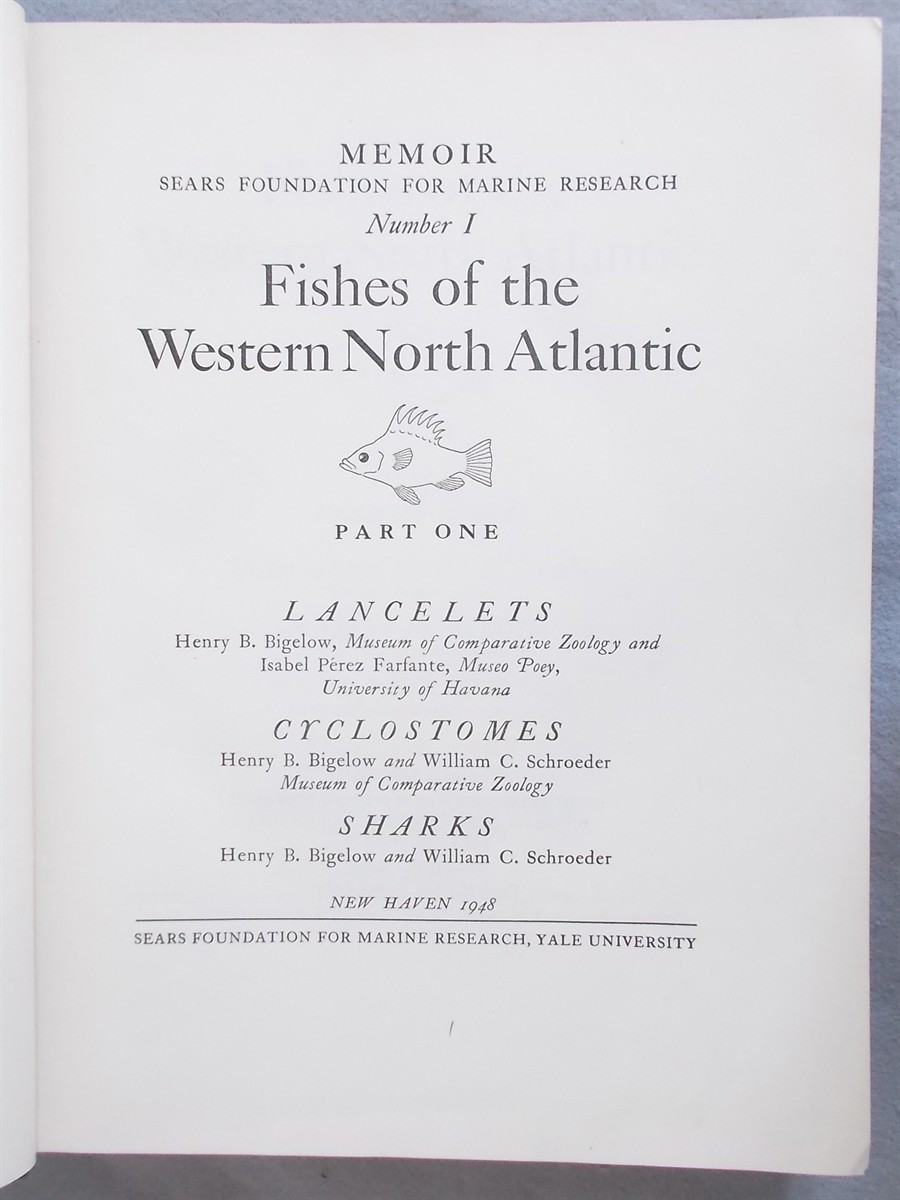 MEMOIR
SEARS FOUNDATION FOR MARINE RESEARCH
Number I
Fishes of the
Western North Atlantic
PART ONE
LANCELETS
Henry B. Bigelow, Museum of Comparative Zoology and
Isabel Pérez Farfante, Museo Poey,
University of Havana
CYCLOSTOMES
Henry B. Bigelow and William C. Schroeder
Museum of Comparative Zoology
SHARKS
Henry B. Bigelow and William C. Schroeder
NEW HAVEN 1948
SEARS FOUNDATION FOR MARINE RESEARCH, YALE UNIVERSITY